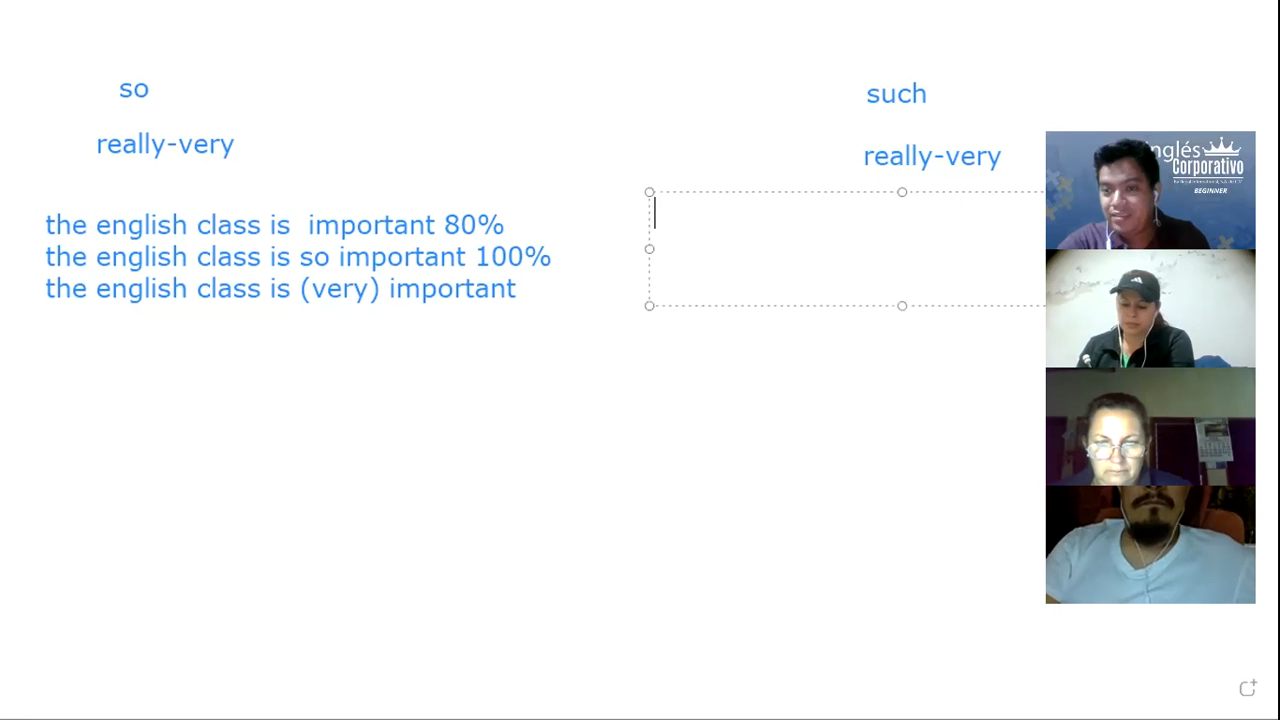 so
really-very
the english class is  important 80%
the english class is so important 100%
the english class is (very) important
such
really-very
inglés
Corporativo
BEGINNER